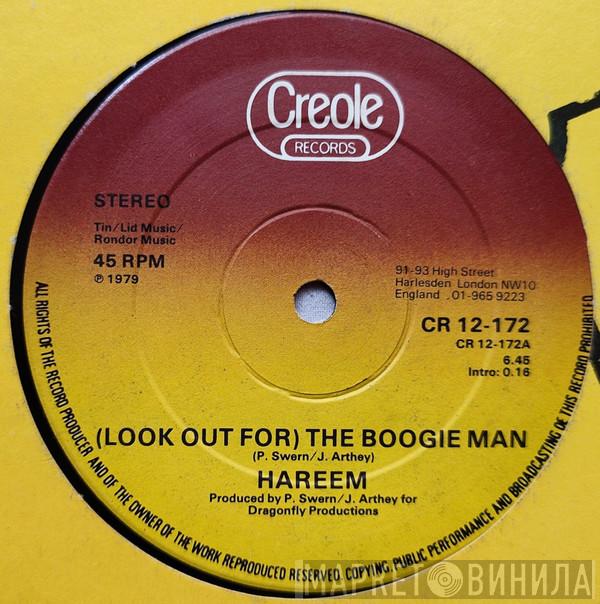 Creole
RECORDS
STEREO
Tin/Lid Music/
Rondor Music
45 RPM
℗ 1979
91-93 High Street
Harlesden London NW10
England 01-965 9223
CR 12-172
CR 12-172A
6.45
Intro: 0.16
(LOOK OUT FOR) THE BOOGIE MAN
(P. Swern/J. Arthey)
HAREEM
Produced by P. Swern/J. Arthey for
Dragonfly Productions
ALL RIGHTS OF THE RECORD PRODUCER AND OF THE OWNER OF THE WORK REPRODUCED RESERVED. COPYING, PUBLIC PERFORMANCE AND BROADCASTING OF THIS RECORD PROHIBITED
МАРКЕТ ВИНИЛА